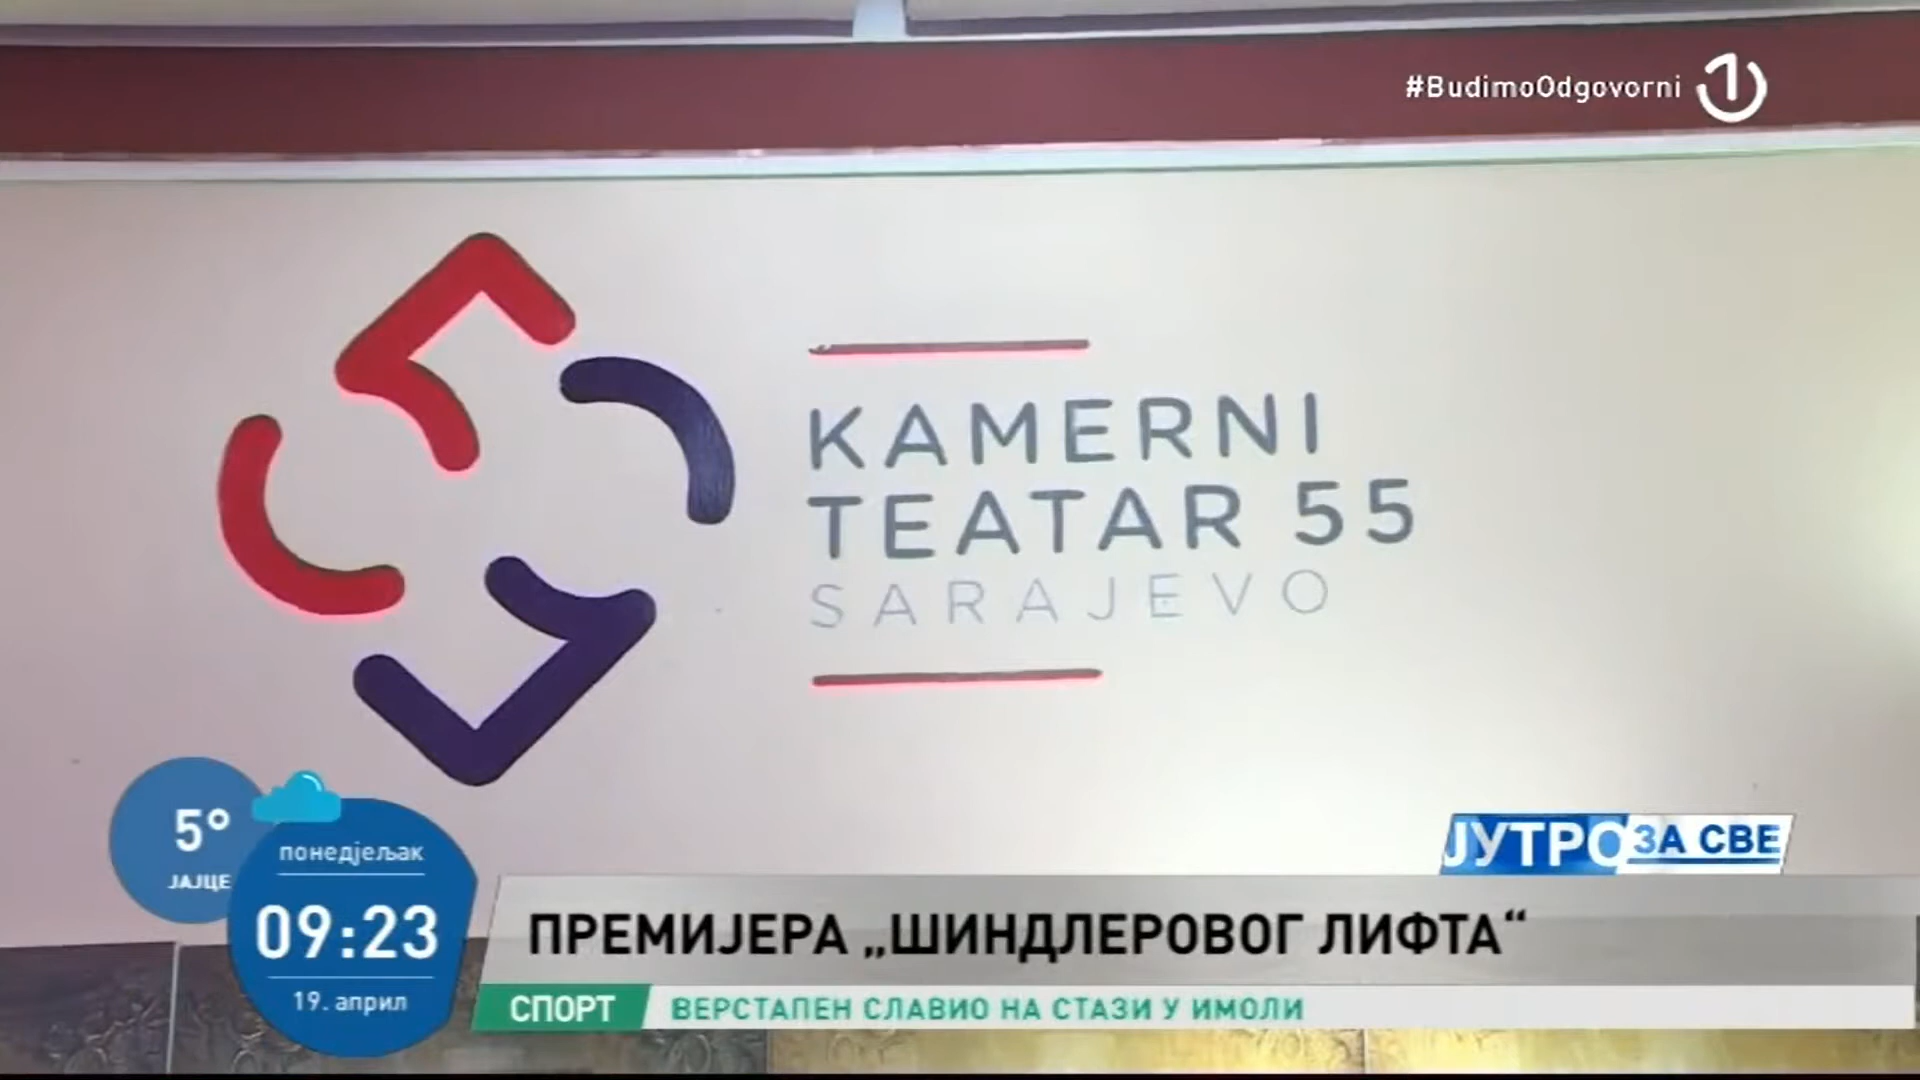 #BudimoOdgovorni
KAMERNI
TEATAR 55
SARAJEVO
5°
ЈАЈЦЕ
понедјељак
09:23
19. април
ЈУТРО ЗА СВЕ
ПРЕМИЈЕРА „ШИНДЛЕРОВОГ ЛИФТА“
СПОРТ
ВЕРСТАПЕН СЛАВИО НА СТАЗИ У ИМОЛИ